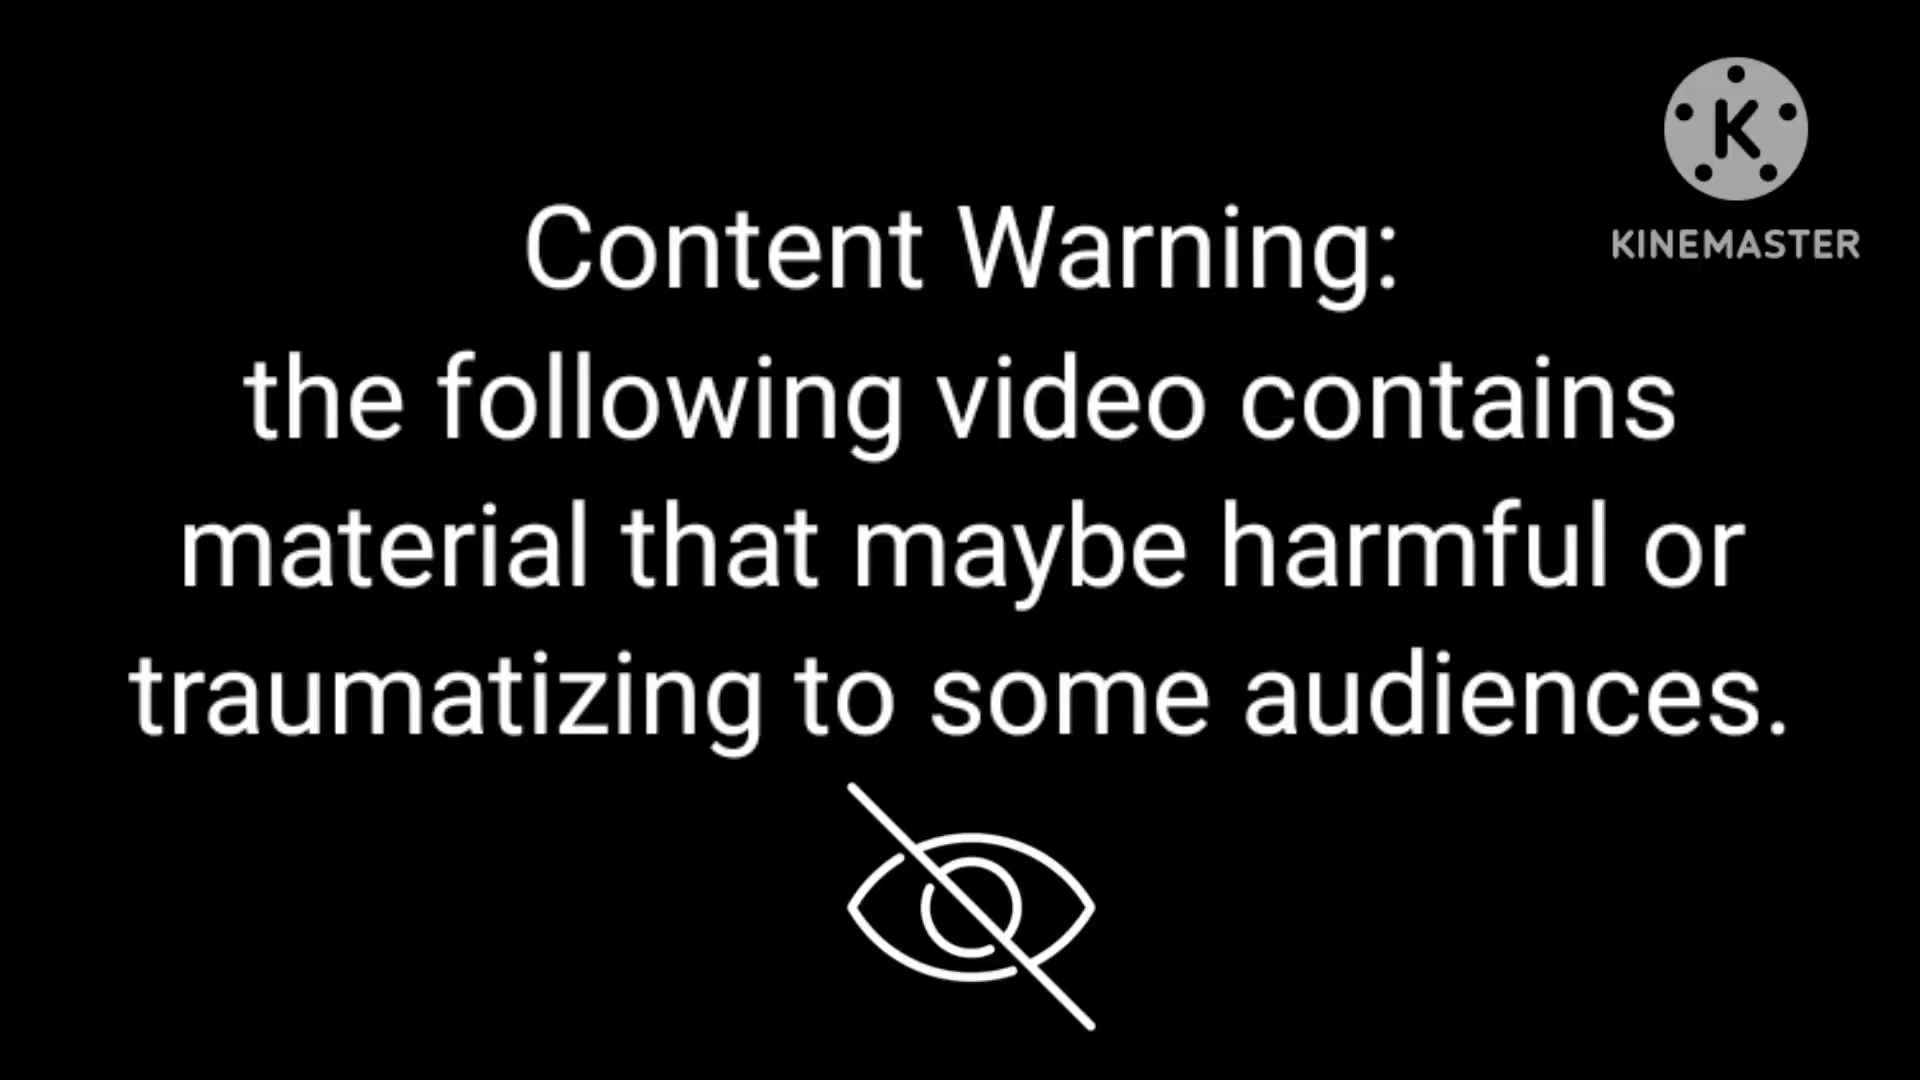 K
KINEMASTER
Content Warning:
the following video contains
material that maybe harmful or
traumatizing to some audiences.